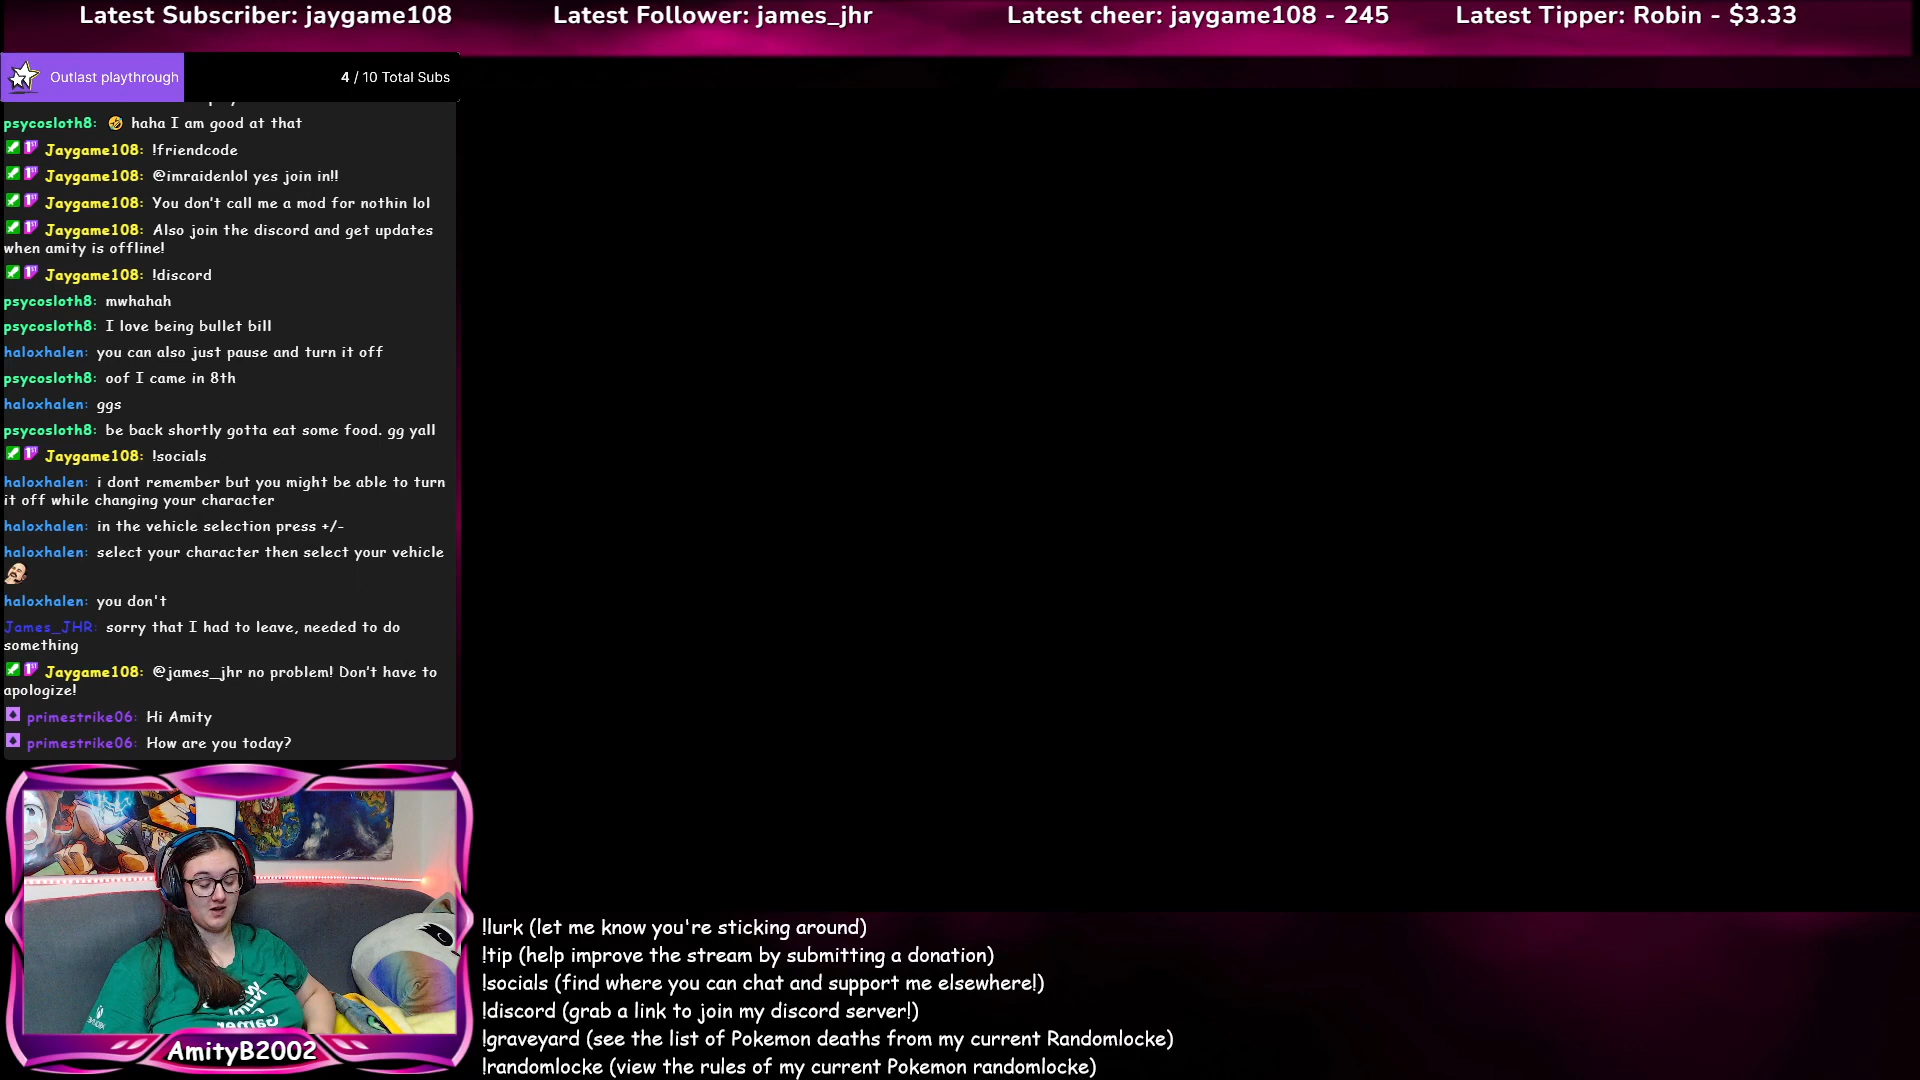 Latest Subscriber: jaygame108
Latest Follower: james_jhr
Latest cheer: jaygame108 - 245
Latest Tipper: Robin - $3.33
Outlast playthrough
4 / 10 Total Subs
psycosloth8: 🤣 haha I am good at that
Jaygame108: !friendcode
Jaygame108: @imraidenlol yes join in!!
Jaygame108: You don't call me a mod for nothin lol
Jaygame108: Also join the discord and get updates
when amity is offline!
Jaygame108: !discord
psycosloth8: mwhahah
psycosloth8: I love being bullet bill
haloxhalen: you can also just pause and turn it off
psycosloth8: oof I came in 8th
haloxhalen: ggs
psycosloth8: be back shortly gotta eat some food. gg yall
Jaygame108: !socials
haloxhalen: i dont remember but you might be able to turn
it off while changing your character
haloxhalen: in the vehicle selection press +/-
haloxhalen: select your character then select your vehicle
haloxhalen: you don't
James_JHR: sorry that I had to leave, needed to do
something
Jaygame108: @james_jhr no problem! Don't have to
apologize!
primestrike06: Hi Amity
primestrike06: How are you today?
AmityB2002
!lurk (let me know you're sticking around)
!tip (help improve the stream by submitting a donation)
!socials (find where you can chat and support me elsewhere!)
!discord (grab a link to join my discord server!)
!graveyard (see the list of Pokemon deaths from my current Randomlocke)
!randomlocke (view the rules of my current Pokemon randomlocke)